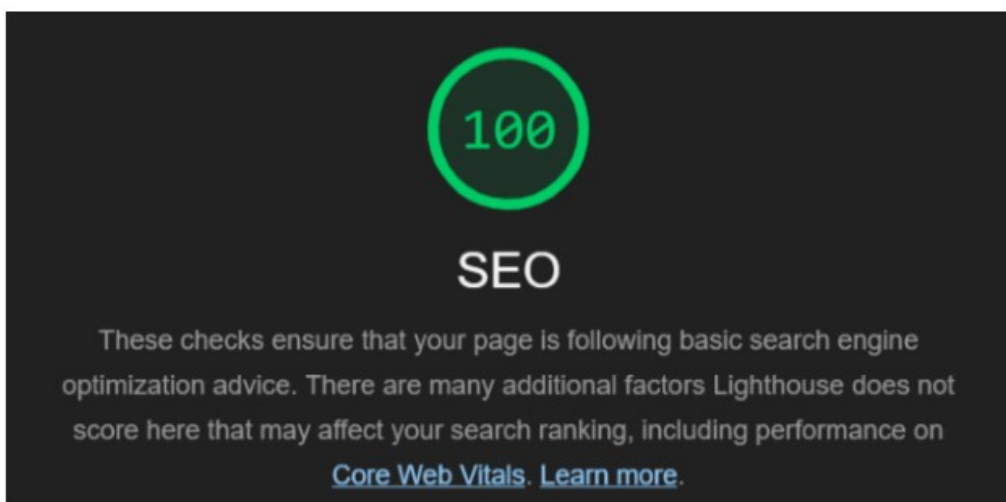 100
SEO
These checks ensure that your page is following basic search engine
optimization advice. There are many additional factors Lighthouse does not
score here that may affect your search ranking, including performance on
Core Web Vitals. Learn more.